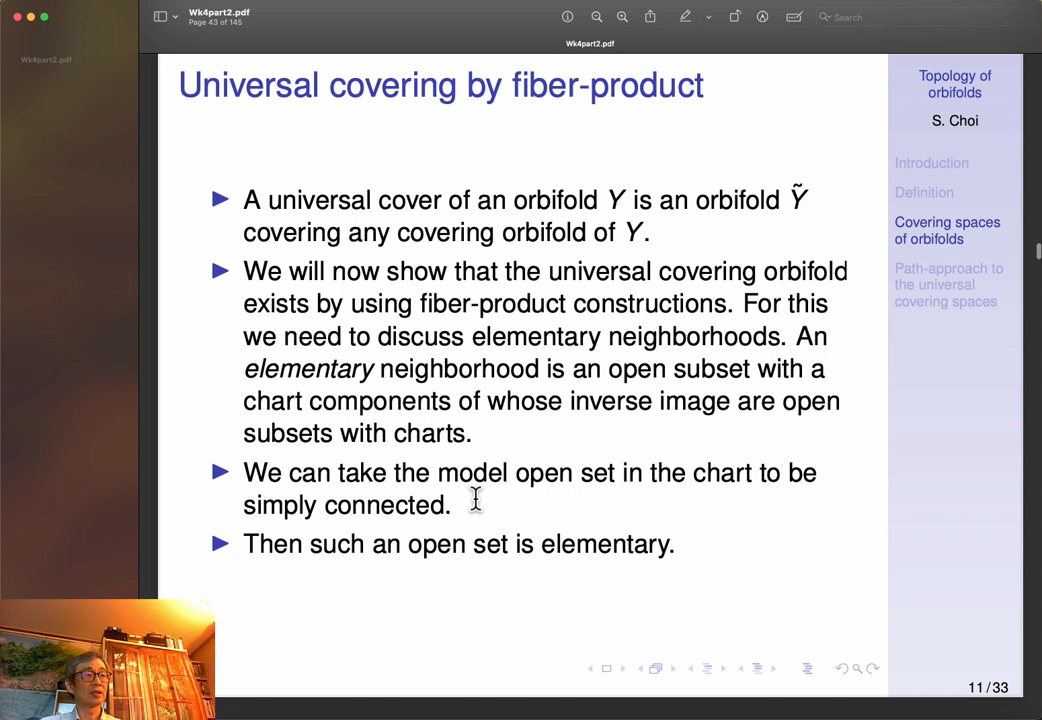 Wk4part2.pdf
Page 43 of 145
Search
Wk4part2.pdf
Wk4part2.pdf
Universal covering by fiber-product
A universal cover of an orbifold Y is an orbifold Ỹ
covering any covering orbifold of Y.
We will now show that the universal covering orbifold
exists by using fiber-product constructions. For this
we need to discuss elementary neighborhoods. An
elementary neighborhood is an open subset with a
chart components of whose inverse image are open
subsets with charts.
We can take the model open set in the chart to be
simply connected.
Then such an open set is elementary.
Topology of
orbifolds
S. Choi
Introduction
Definition
Covering spaces
of orbifolds
Path-approach to
the universal
covering spaces
11/33